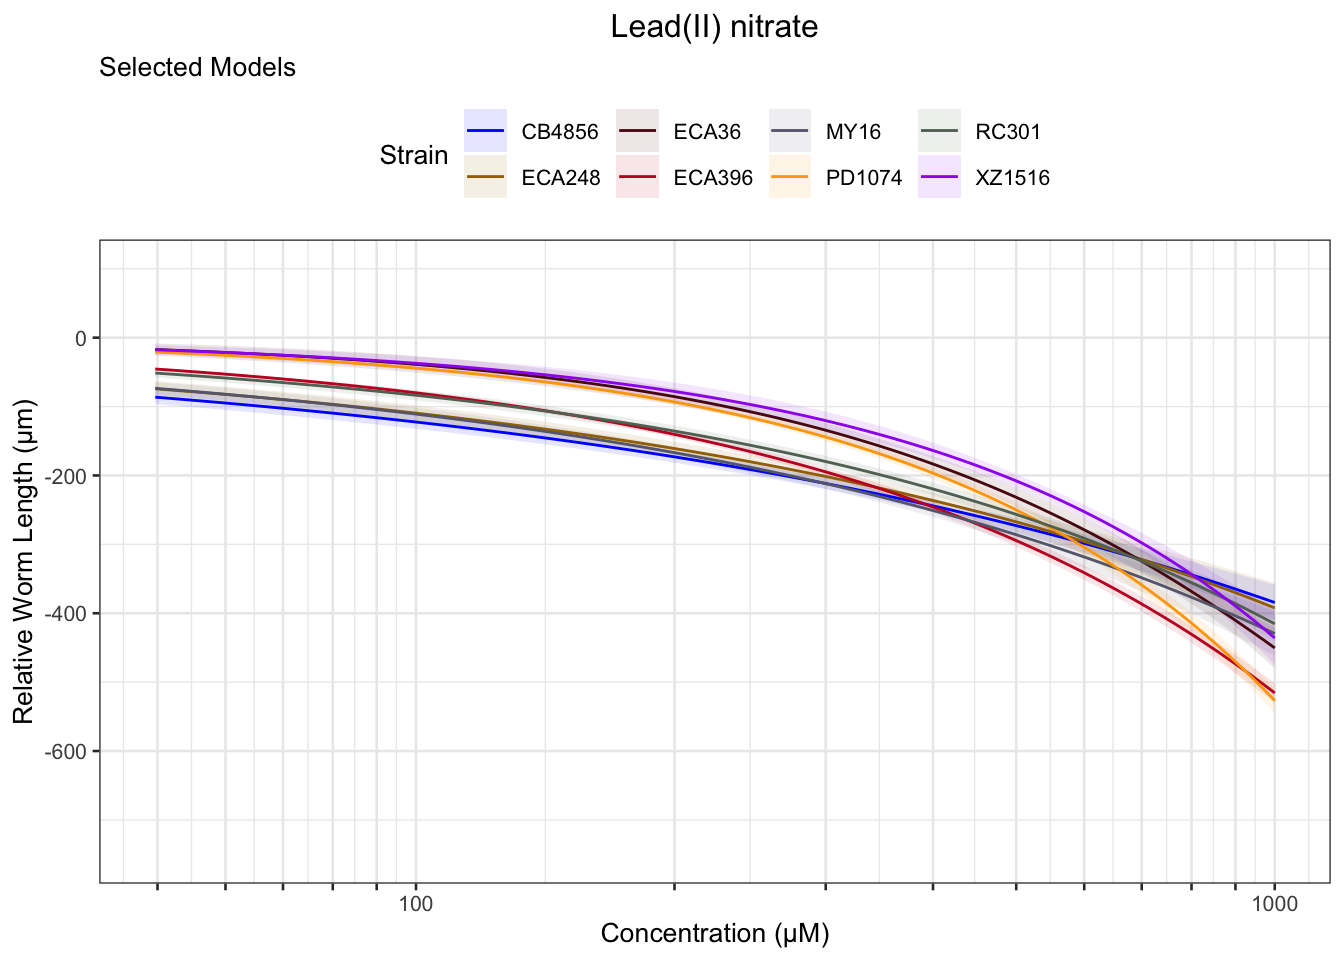 Lead(II) nitrate
Selected Models
Strain
CB4856 ECA36 MY16 RC301
ECA248 ECA396 PD1074 XZ1516
Relative Worm Length (µm)
0
-200
-400
-600
100 1000
Concentration (µM)